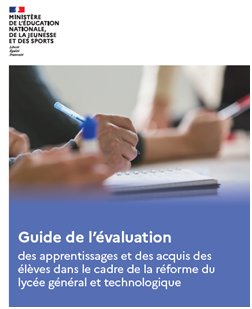 MINISTÈRE
DE L'ÉDUCATION
NATIONALE,
DE LA JEUNESSE
ET DES SPORTS
Liberté
Égalité
Fraternité
Guide de l'évaluation
des apprentissages et des acquis des
élèves dans le cadre de la réforme du
lycée général et technologique